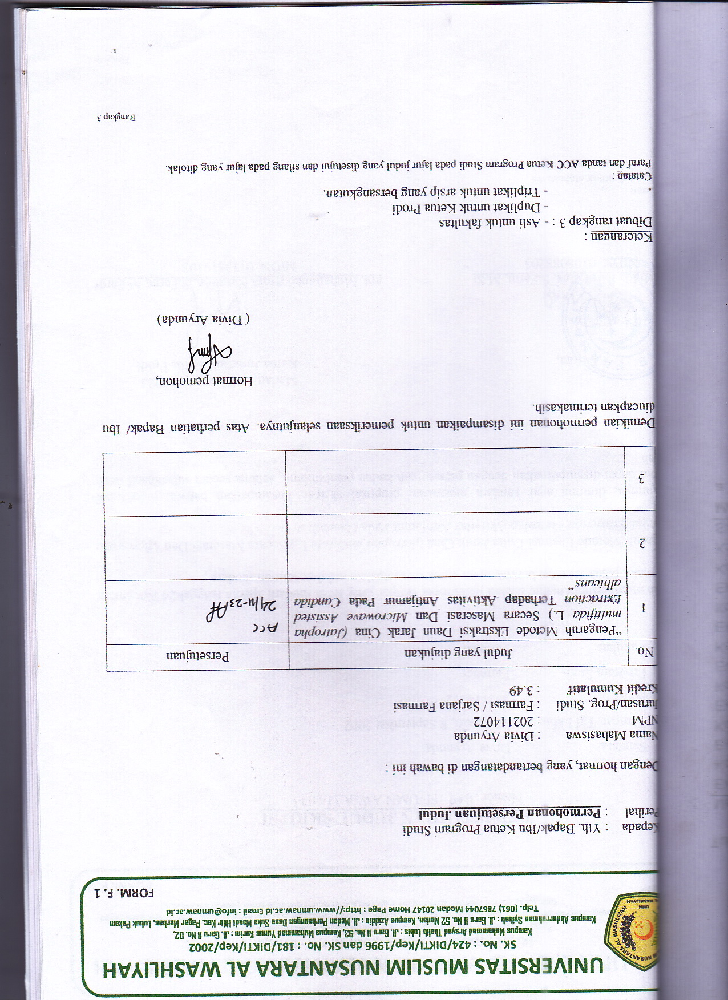 UNIVERSITAS MUSLIM NUSANTARA AL WASHLIYAH
SK. No. : 424/DIKTI/Kep/1996 dan SK. No. : 181/DIKTI/Kep/2002
Kampus Muhammad Arsyad Thalib Lubis : Jl. Garu II No. 93, Kampus Muhammad Yunus Karim : Jl. Garu II No. 02,
Kampus Abdurrahman Syihab : Jl. Garu II No. 52 Medan, Kampus Azizddin : Jl. Medan Perbaungan Desa Suka Mandi Hilir Kec. Pagar Merbau, Lubuk Pakam
Telp. (061) 7867044 Medan 20147 Home Page : http://www.umnaw.ac.id Email : info@umnaw.ac.id
FORM. F. 1
Kepada : Yth. Bapak/Ibu Ketua Program Studi
Perihal : Permohonan Persetujuan Judul
Dengan hormat, yang bertandatangan di bawah ini :
Nama Mahasiswa : Divia Aryunda
NPM : 202114072
Jurusan/Prog. Studi : Farmasi / Sarjana Farmasi
Kredit Kumulatif : 3.49
No. Judul yang diajukan Persetujuan
1 "Pengaruh Metode Ekstraksi Daun Jarak Cina (Jatropha
multifida L.) Secara Maserasi Dan Microwave Assisted
Extraction Terhadap Aktivitas Antijamur Pada Candida
albicans"
Acc
24/11-23
2
3
Demikian permohonan ini disampaikan untuk pemeriksaan selanjutnya. Atas perhatian Bapak/ Ibu
diucapkan terimakasih.
Hormat pemohon,
( Divia Aryunda)
Keterangan :
Dibuat rangkap 3 : - Asli untuk fakultas
- Duplikat untuk Ketua Prodi
- Triplikat untuk arsip yang bersangkutan.
Catatan :
Paraf dan tanda ACC Ketua Program Studi pada lajur judul yang disetujui dan silang pada lajur yang ditolak.
Rangkap 3